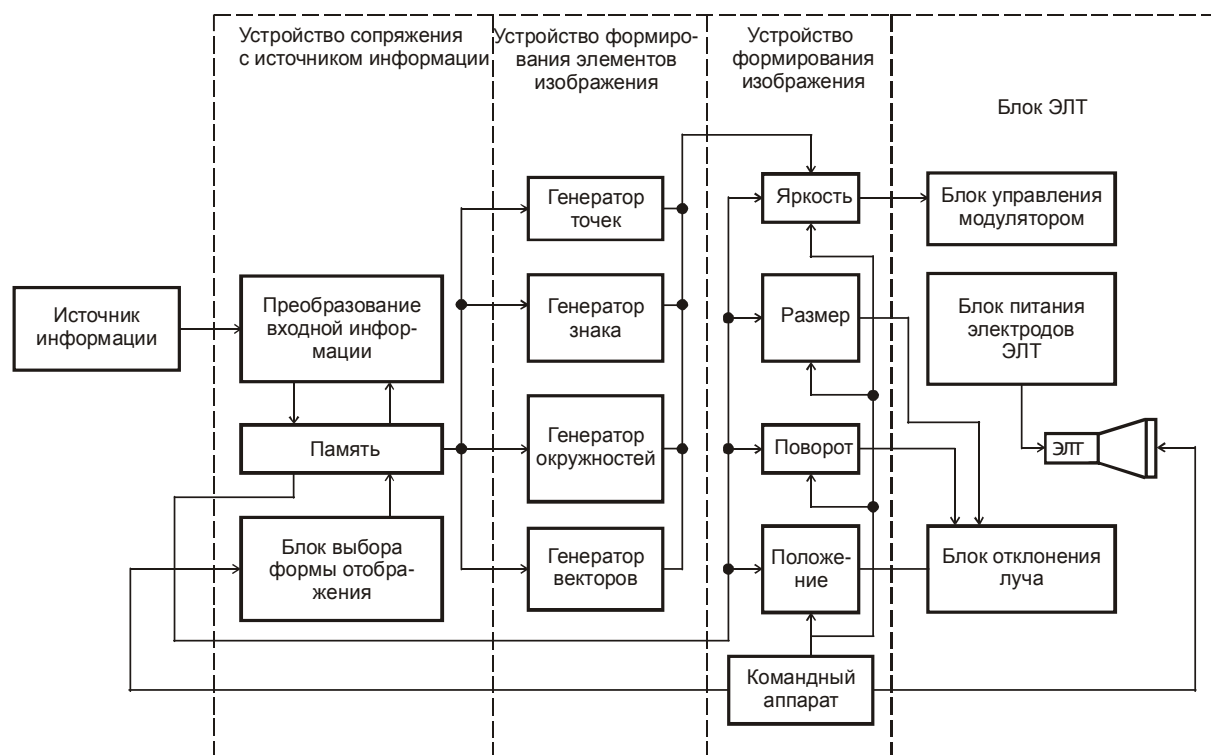 Устройство сопряжения
с источником информации
Устройство формиро-
вания элементов
изображения
Устройство
формирования
изображения
Блок ЭЛТ
Источник
информации
Преобразование
входной инфор-
мации
Память
Блок выбора
формы отобра-
жения
Генератор
точек
Генератор
знака
Генератор
окружностей
Генератор
векторов
Яркость
Размер
Поворот
Положе-
ние
Командный
аппарат
Блок управления
модулятором
Блок питания
электродов
ЭЛТ
ЭЛТ
Блок отклонения
луча